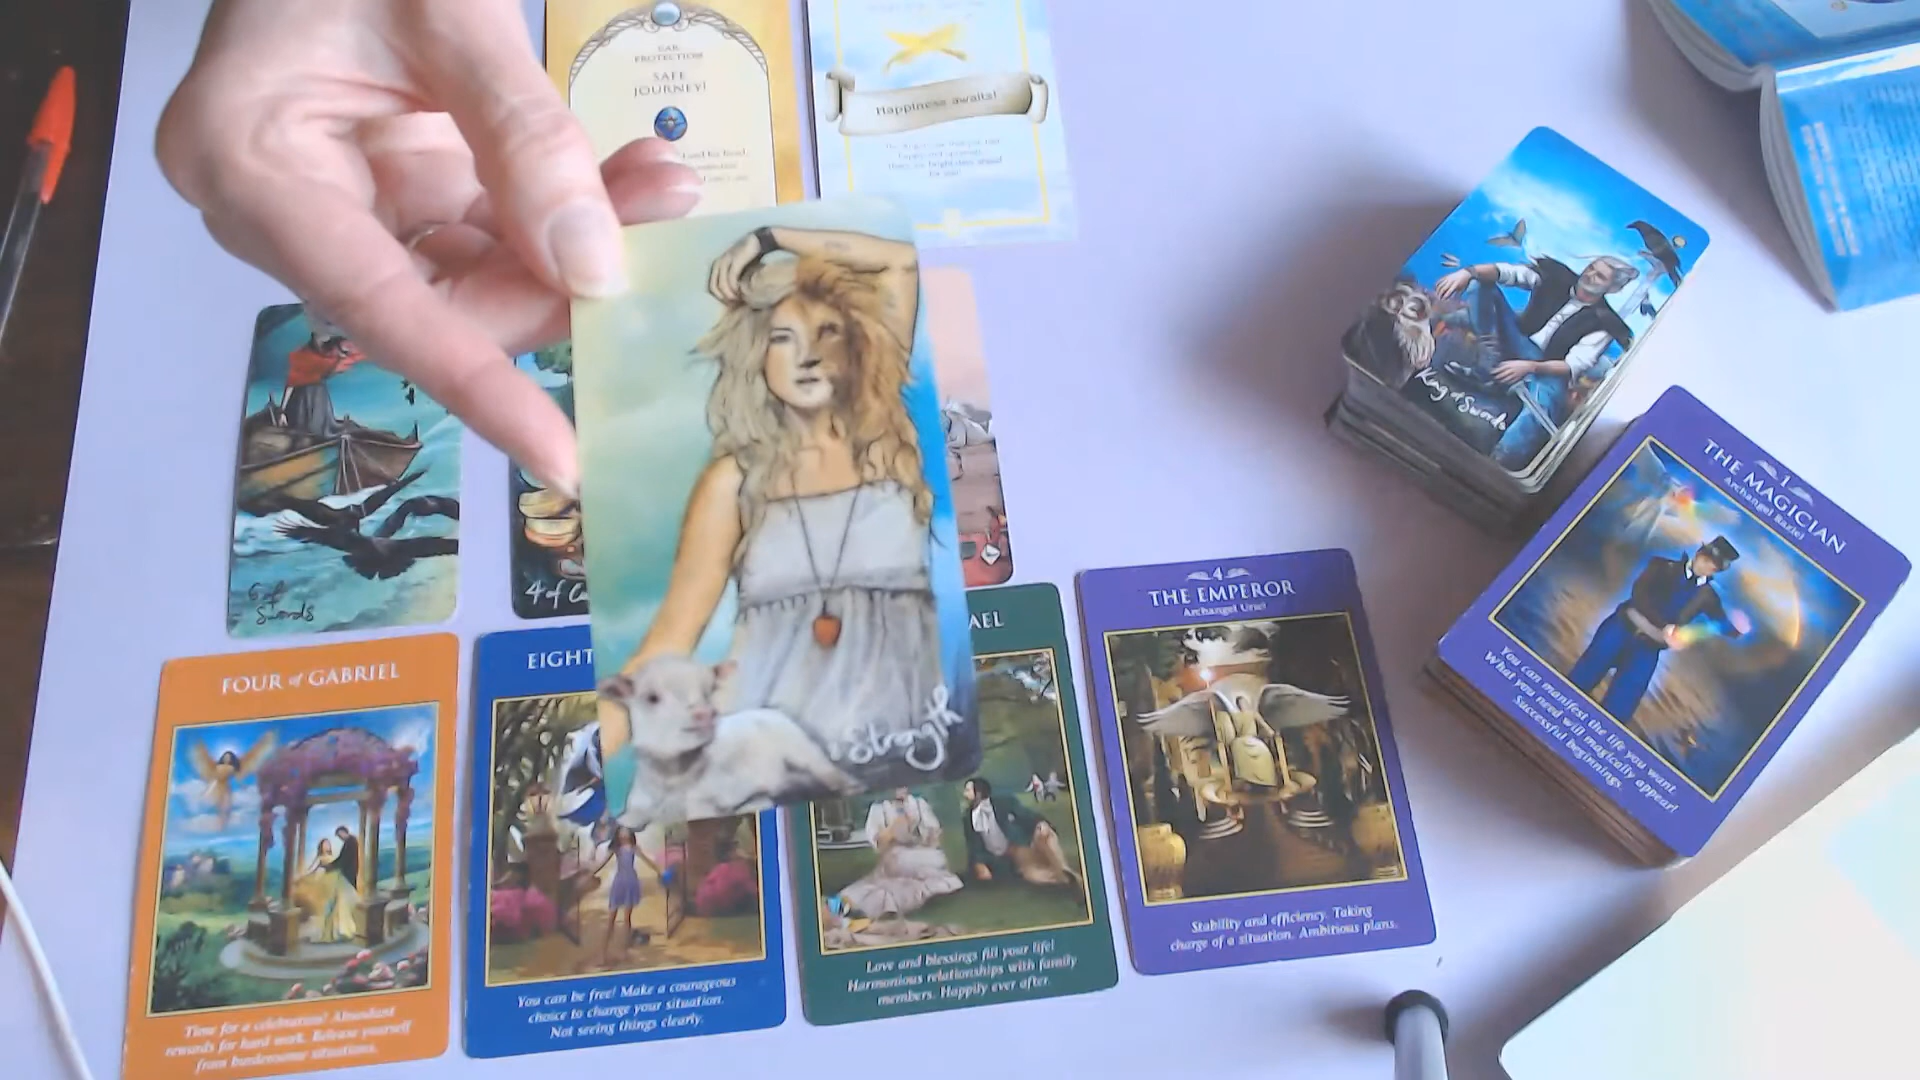 EAR
PROTECTION
SAFE
JOURNEY!
Happiness awaits!
6 of
Swords
4 of
Strength
King of Swords
1
THE MAGICIAN
Archangel Raziel
You can manifest the life you want.
What you need will magically appear!
Successful beginnings.
FOUR of GABRIEL
Time for a celebration! Abundant
rewards for hard work. Release yourself
from burdensome situations.
EIGHT
You can be free! Make a courageous
choice to change your situation.
Not seeing things clearly.
AEL
Love and blessings fill your life!
Harmonious relationships with family
members. Happily ever after.
4
THE EMPEROR
Archangel Uriel
Stability and efficiency. Taking
charge of a situation. Ambitious plans.